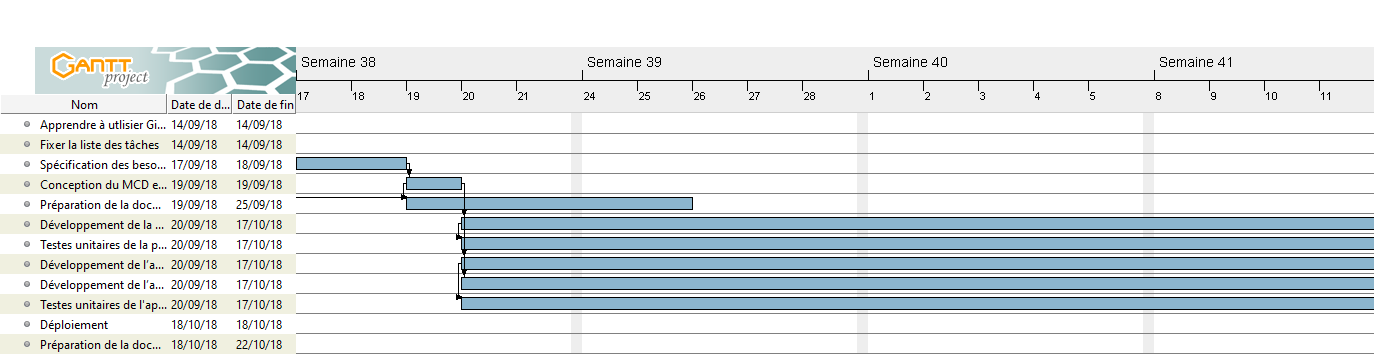 GANTT
project
Semaine 38 Semaine 39 Semaine 40 Semaine 41
17 18 19 20 21 24 25 26 27 28 1 2 3 4 5 8 9 10 11
Nom Date de d... Date de fin
Apprendre à utlisier Gi... 14/09/18 14/09/18
Fixer la liste des tâches 14/09/18 14/09/18
Spécification des beso... 17/09/18 18/09/18
Conception du MCD e... 19/09/18 19/09/18
Préparation de la doc... 19/09/18 25/09/18
Développement de la ... 20/09/18 17/10/18
Testes unitaires de la p... 20/09/18 17/10/18
Développement de l'a... 20/09/18 17/10/18
Développement de l'a... 20/09/18 17/10/18
Testes unitaires de l'ap... 20/09/18 17/10/18
Déploiement 18/10/18 18/10/18
Préparation de la doc... 18/10/18 22/10/18